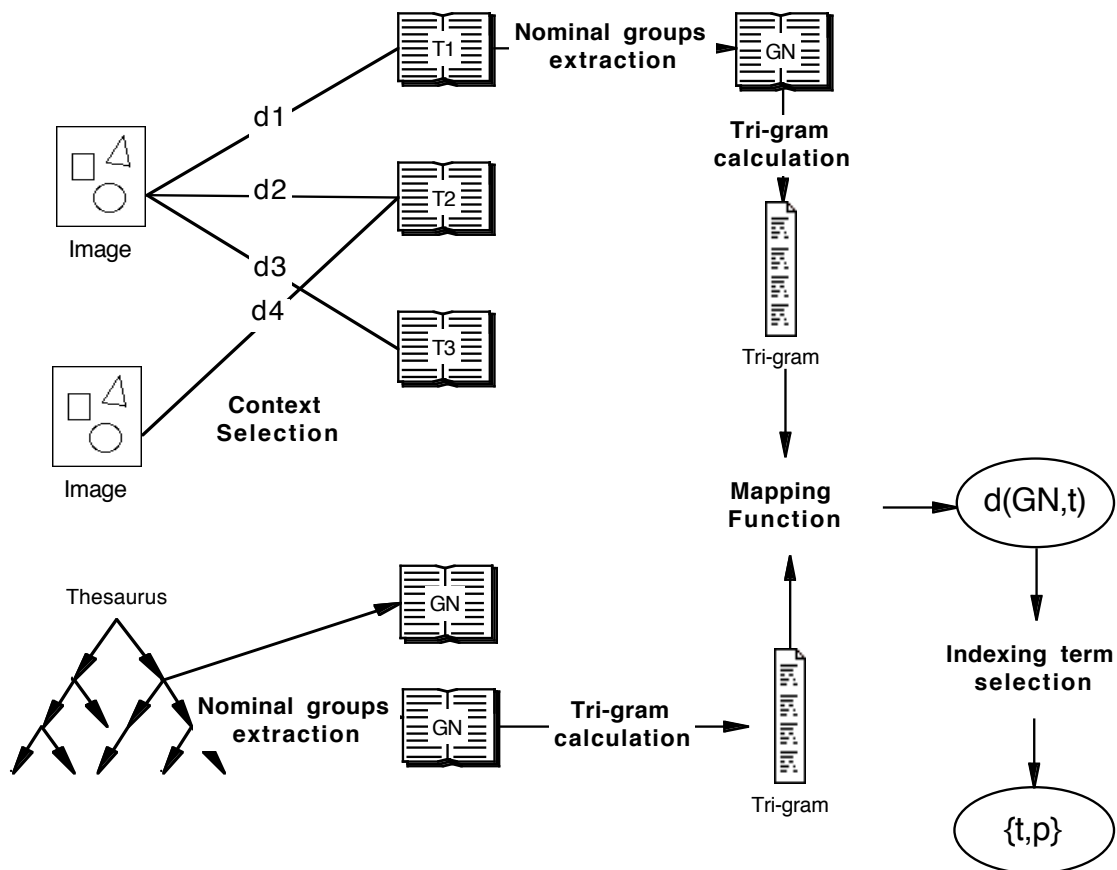 T1
Nominal groups
extraction
GN
d1
Tri-gram
calculation
d2
T2
Image
d3
d4
T3
Tri-gram
Context
Selection
Image
Mapping
Function
d(GN,t)
Thesaurus
GN
Indexing term
selection
Nominal groups
extraction
GN
Tri-gram
calculation
Tri-gram
{t,p}